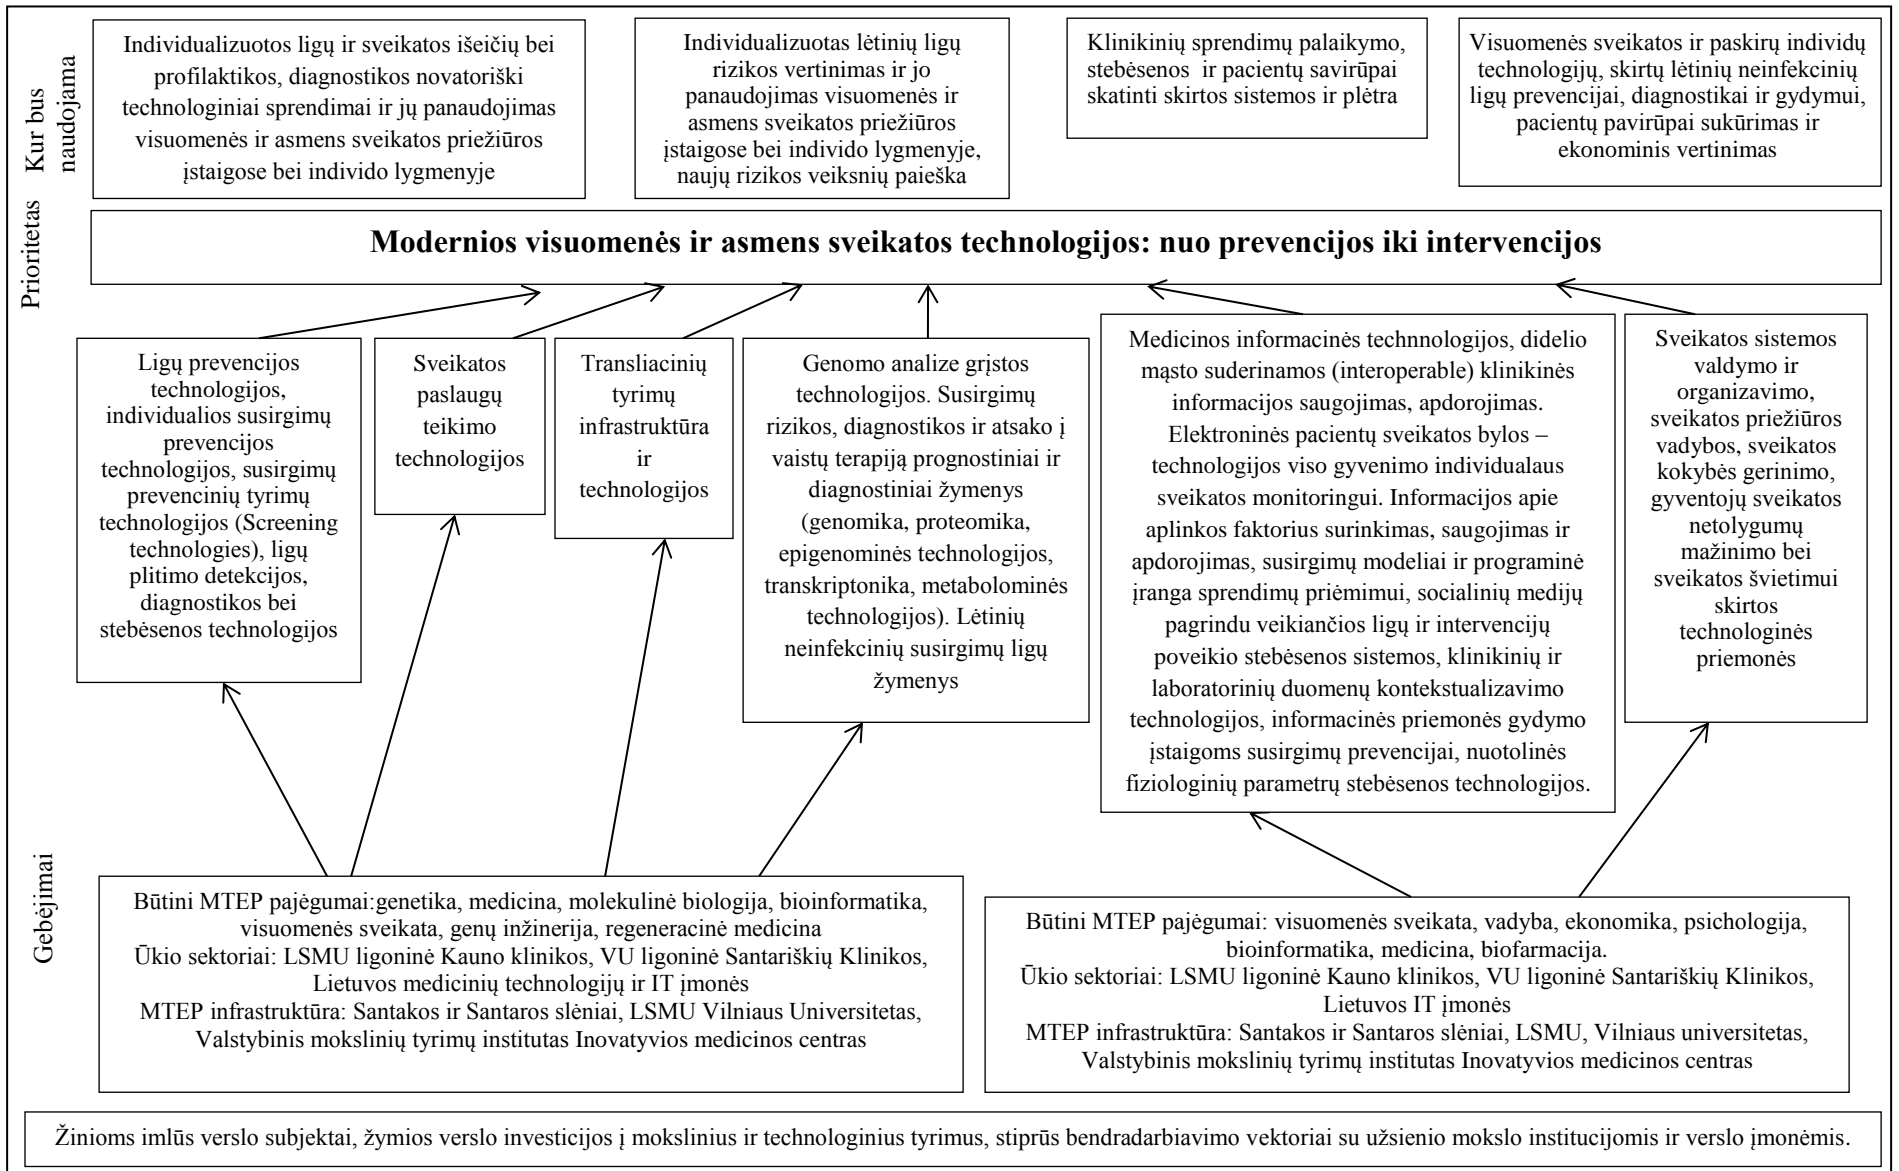 Kur bus
naudojama
Individualizuotos ligų ir sveikatos išeičių bei
profilaktikos, diagnostikos novatoriški
technologiniai sprendimai ir jų panaudojimas
visuomenės ir asmens sveikatos priežiūros
įstaigose bei individo lygmenyje
Individualizuotas lėtinių ligų
rizikos vertinimas ir jo
panaudojimas visuomenės ir
asmens sveikatos priežiūros
įstaigose bei individo lygmenyje,
naujų rizikos veiksnių paieška
Klinikinių sprendimų palaikymo,
stebėsenos ir pacientų savirūpai
skatinti skirtos sistemos ir plėtra
Visuomenės sveikatos ir paskirų individų
technologijų, skirtų lėtinių neinfekcinių
ligų prevencijai, diagnostikai ir gydymui,
pacientų pavirūpai sukūrimas ir
ekonominis vertinimas
Prioritetas
Modernios visuomenės ir asmens sveikatos technologijos: nuo prevencijos iki intervencijos
Ligų prevencijos
technologijos,
individualios susirgimų
prevencijos
technologijos, susirgimų
prevencinių tyrimų
technologijos (Screening
technologies), ligų
plitimo detekcijos,
diagnostikos bei
stebėsenos technologijos
Sveikatos
paslaugų
teikimo
technologijos
Transliacinių
tyrimų
infrastruktūra
ir
technologijos
Genomo analize grįstos
technologijos. Susirgimų
rizikos, diagnostikos ir atsako į
vaistų terapiją prognostiniai ir
diagnostiniai žymenys
(genomika, proteomika,
epigenominės technologijos,
transkriptonika, metabolominės
technologijos). Lėtinių
neinfekcinių susirgimų ligų
žymenys
Medicinos informacinės technnologijos, didelio
mąsto suderinamos (interoperable) klinikinės
informacijos saugojimas, apdorojimas.
Elektroninės pacientų sveikatos bylos –
technologijos viso gyvenimo individualaus
sveikatos monitoringui. Informacijos apie
aplinkos faktorius surinkimas, saugojimas ir
apdorojimas, susirgimų modeliai ir programinė
įranga sprendimų priėmimui, socialinių medijų
pagrindu veikiančios ligų ir intervencijų
poveikio stebėsenos sistemos, klinikinių ir
laboratorinių duomenų kontekstualizavimo
technologijos, informacinės priemonės gydymo
įstaigoms susirgimų prevencijai, nuotolinės
fiziologinių parametrų stebėsenos technologijos.
Sveikatos sistemos
valdymo ir
organizavimo,
sveikatos priežiūros
vadybos, sveikatos
kokybės gerinimo,
gyventojų sveikatos
netolygumų
mažinimo bei
sveikatos švietimui
skirtos
technologinės
priemonės
Gebėjimai
Būtini MTEP pajėgumai:genetika, medicina, molekulinė biologija, bioinformatika,
visuomenės sveikata, genų inžinerija, regeneracinė medicina
Ūkio sektoriai: LSMU ligoninė Kauno klinikos, VU ligoninė Santariškių Klinikos,
Lietuvos medicinių technologijų ir IT įmonės
MTEP infrastruktūra: Santakos ir Santaros slėniai, LSMU Vilniaus Universitetas,
Valstybinis mokslinių tyrimų institutas Inovatyvios medicinos centras
Būtini MTEP pajėgumai: visuomenės sveikata, vadyba, ekonomika, psichologija,
bioinformatika, medicina, biofarmacija.
Ūkio sektoriai: LSMU ligoninė Kauno klinikos, VU ligoninė Santariškių Klinikos,
Lietuvos IT įmonės
MTEP infrastruktūra: Santakos ir Santaros slėniai, LSMU, Vilniaus universitetas,
Valstybinis mokslinių tyrimų institutas Inovatyvios medicinos centras
Žinioms imlūs verslo subjektai, žymios verslo investicijos į mokslinius ir technologinius tyrimus, stiprūs bendradarbiavimo vektoriai su užsienio mokslo institucijomis ir verslo įmonėmis.